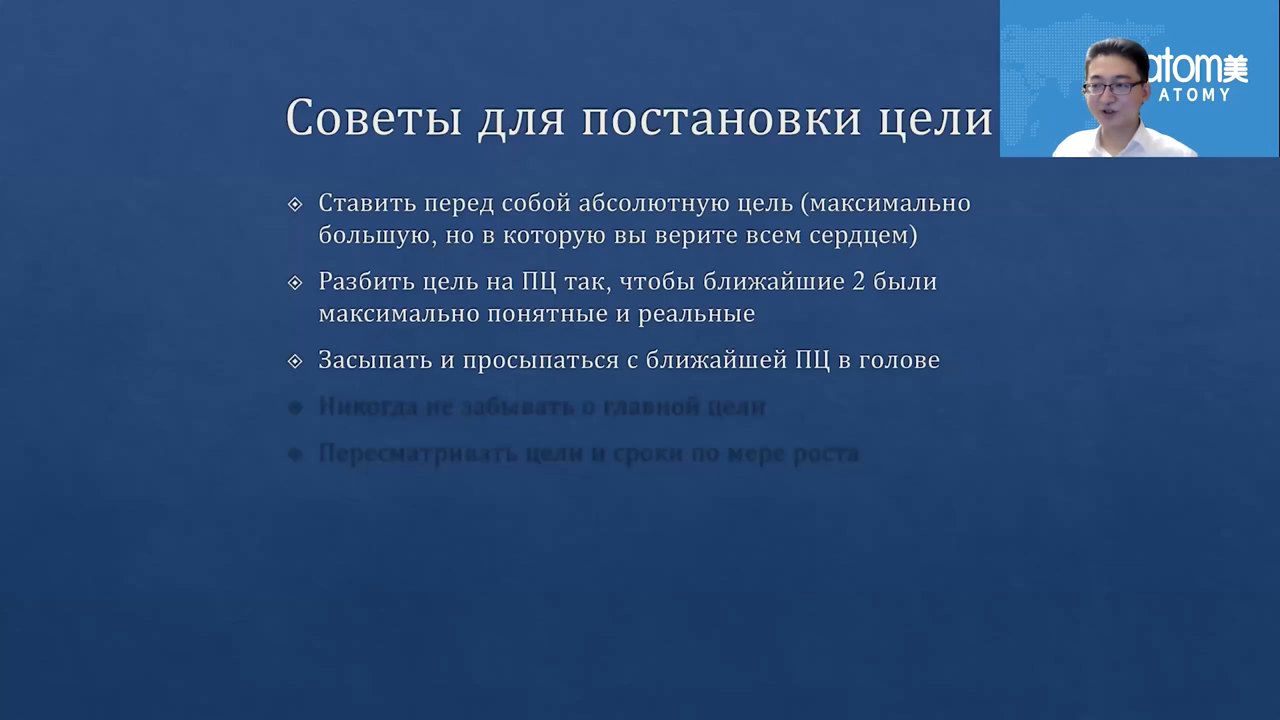 Советы для постановки цели
atom美
ATOMY
Ставить перед собой абсолютную цель (максимально
большую, но в которую вы верите всем сердцем)
Разбить цель на ПЦ так, чтобы ближайшие 2 были
максимально понятные и реальные
Засыпать и просыпаться с ближайшей ПЦ в голове
Никогда не забывать о главной цели
Пересматривать цели и сроки по мере роста